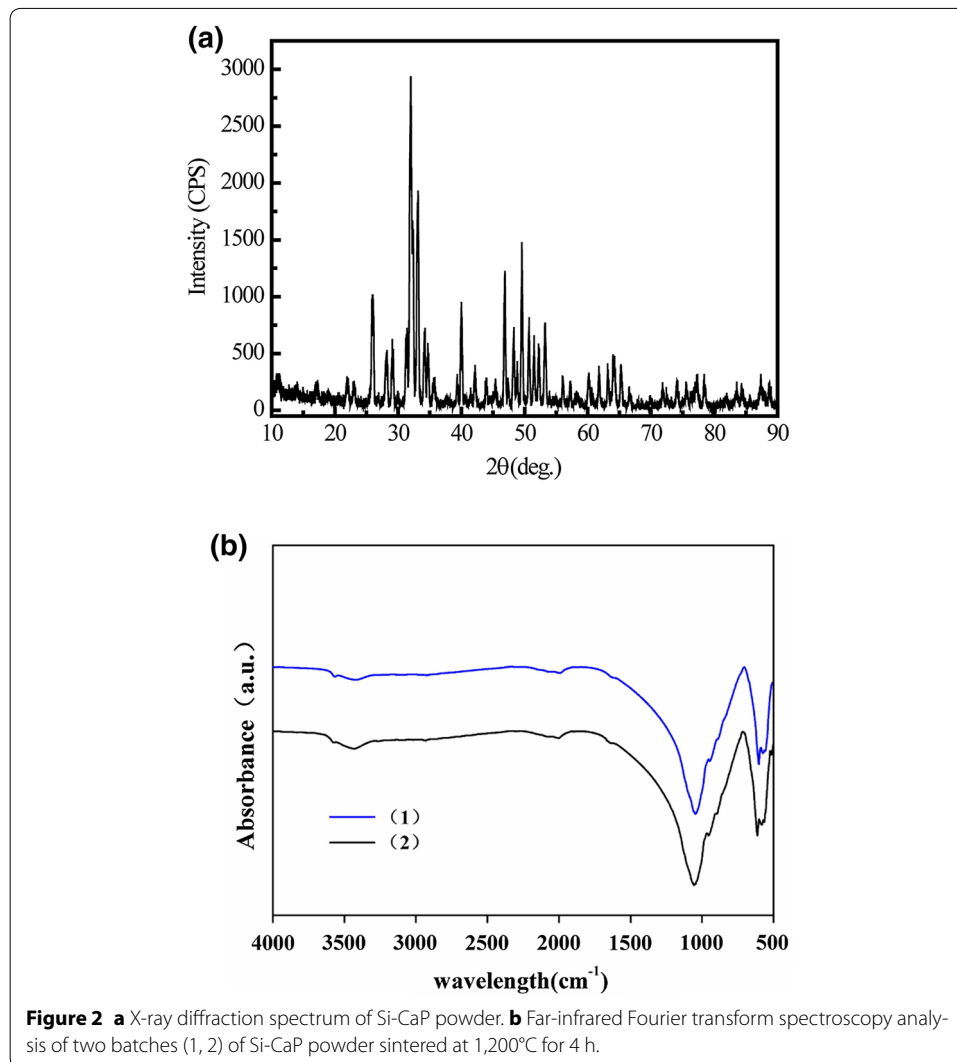 (a)
3000
2500
2000
1500
1000
500
0
Intensity (CPS)
10 20 30 40 50 60 70 80 90
2θ(deg.)
(b)
Absorbance (a.u.)
(1)
(2)
4000 3500 3000 2500 2000 1500 1000 500
wavelength(cm⁻¹)
Figure 2 a X-ray diffraction spectrum of Si-CaP powder. b Far-infrared Fourier transform spectroscopy analy-
sis of two batches (1, 2) of Si-CaP powder sintered at 1,200°C for 4 h.